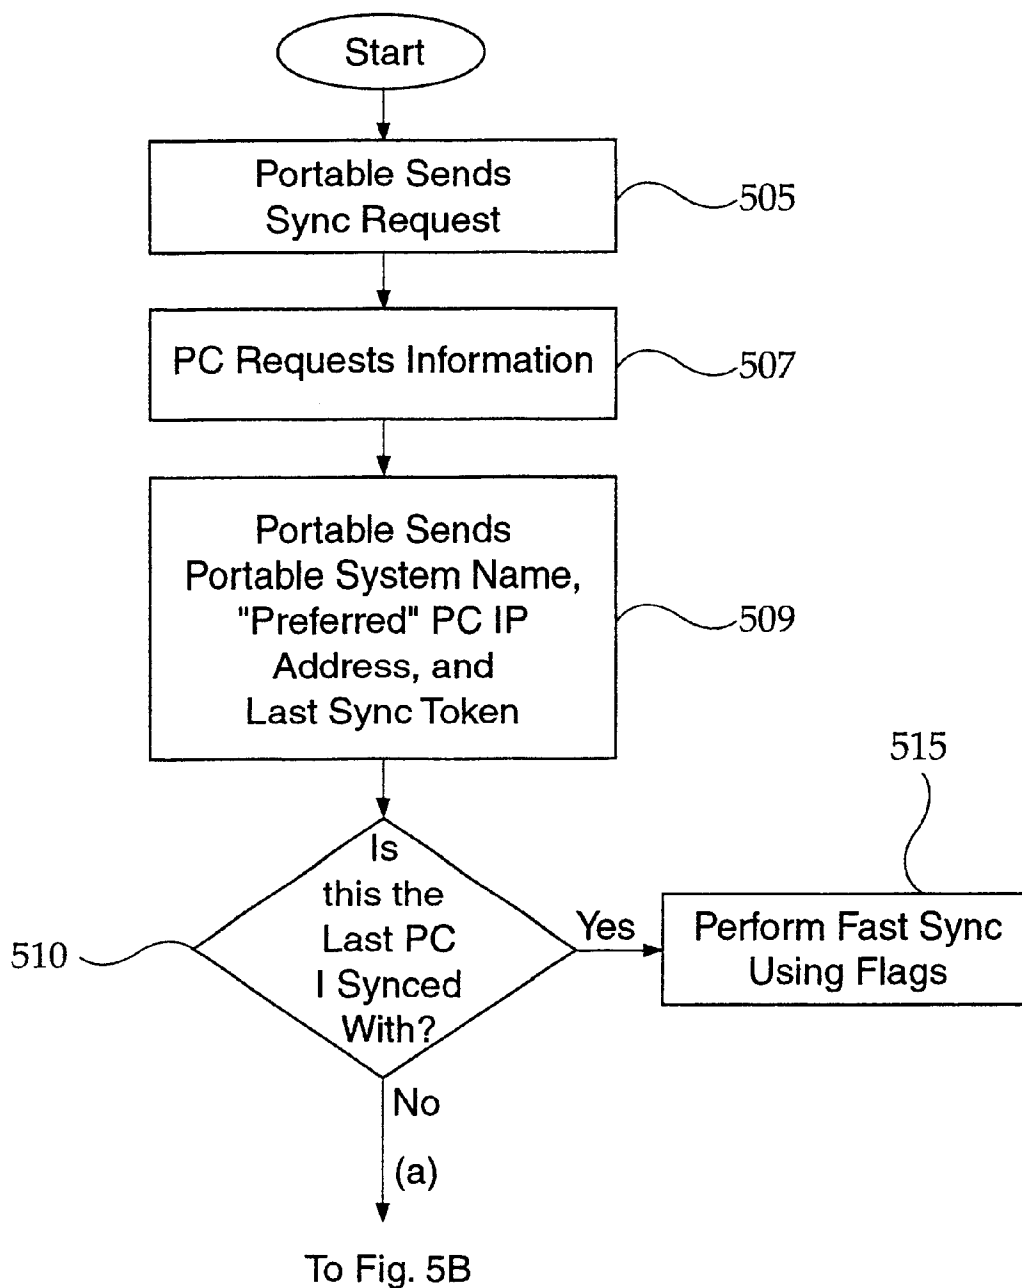 Start
Portable Sends
Sync Request
505
PC Requests Information
507
Portable Sends
Portable System Name,
"Preferred" PC IP
Address, and
Last Sync Token
509
515
Is
this the
Last PC
I Synced
With?
510
Yes
Perform Fast Sync
Using Flags
No
(a)
To Fig. 5B